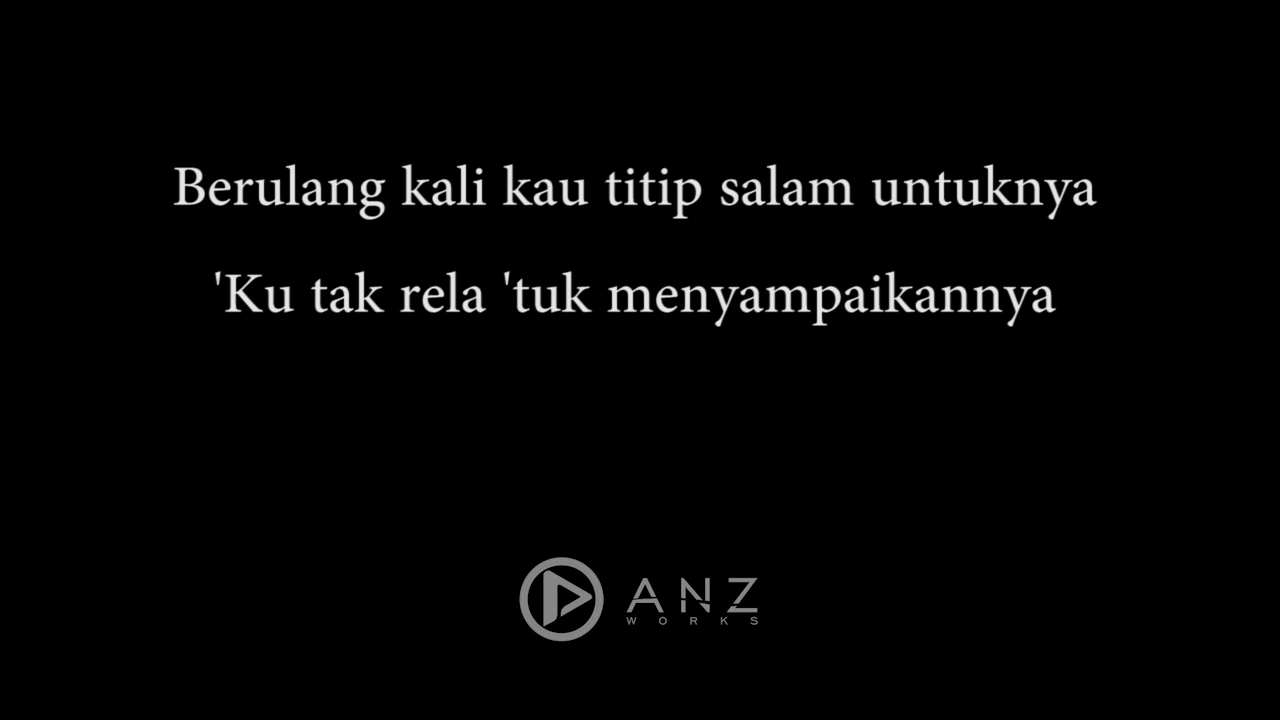 Berulang kali kau titip salam untuknya
'Ku tak rela 'tuk menyampaikannya
ANZ
WORKS